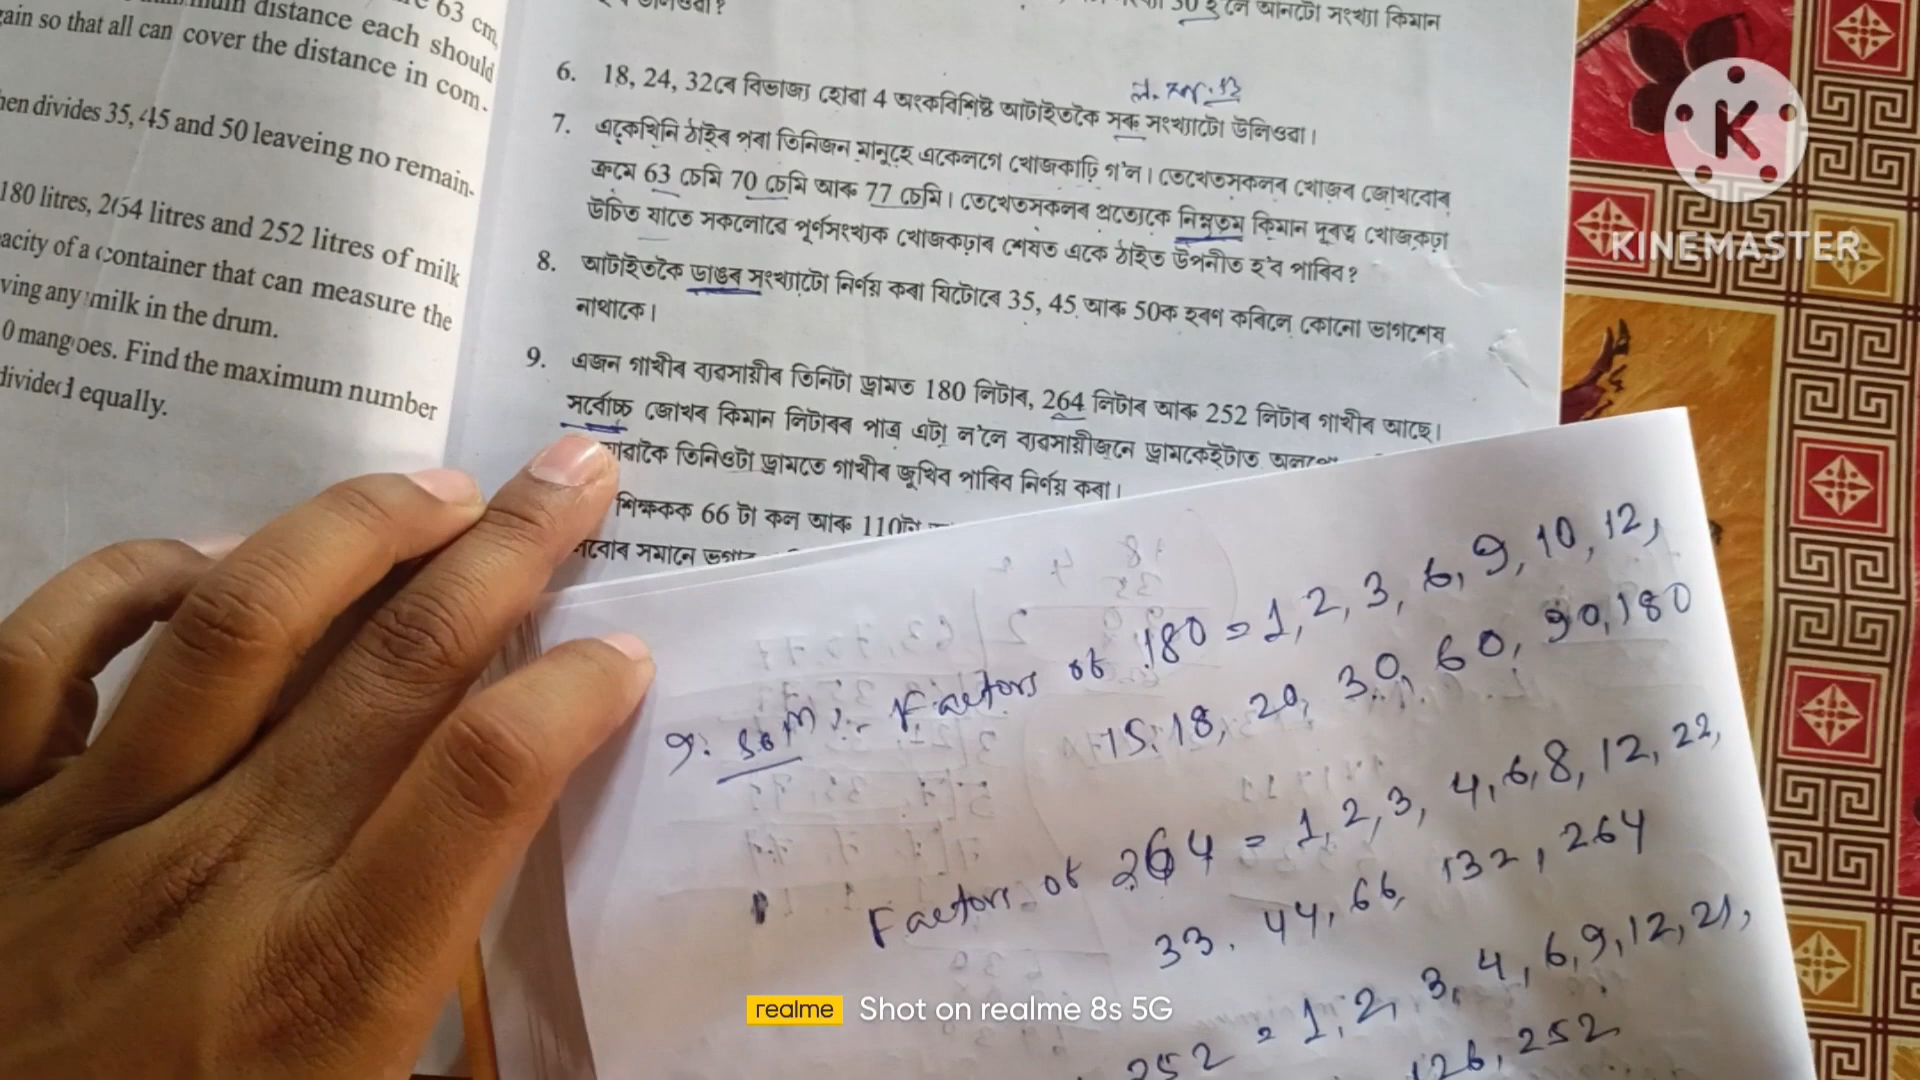 63 cm,
distance each should
gain so that all can cover the distance in com-
hen divides 35, 45 and 50 leaveing no remain-
180 litres, 264 litres and 252 litres of milk
acity of a container that can measure the
ving any milk in the drum.
0 mangoes. Find the maximum number
divided equally.
আনটো সংখ্যা কিমান
6. 18, 24, 32ৰে বিভাজ্য হোৱা 4 অংকবিশিষ্ট আটাইতকৈ সৰু সংখ্যাটো উলিওৱা।
7. একেখিনি ঠাইৰ পৰা তিনিজন মানুহে একেলগে খোজকাঢ়ি গ'ল। তেখেতসকলৰ খোজৰ জোখবোৰ
ক্ৰমে 63 চেমি 70 চেমি আৰু 77 চেমি। তেখেতসকলৰ প্ৰত্যেকে নিম্নতম কিমান দূৰত্ব খোজকঢ়া
উচিত যাতে সকলোৱে পূৰ্ণসংখ্যক খোজকঢ়াৰ শেষত একে ঠাইত উপনীত হ'ব পাৰিব?
8. আটাইতকৈ ডাঙৰ সংখ্যাটো নিৰ্ণয় কৰা যিটোৰে 35, 45 আৰু 50ক হৰণ কৰিলে কোনো ভাগশেষ
নাথাকে।
9. এজন গাখীৰ ব্যৱসায়ীৰ তিনিটা ড্ৰামত 180 লিটাৰ, 264 লিটাৰ আৰু 252 লিটাৰ গাখীৰ আছে।
সৰ্বোচ্চ জোখৰ কিমান লিটাৰৰ পাত্ৰ এটা ল'লে ব্যৱসায়ীজনে ড্ৰামকেইটাত
তিনিওটা ড্ৰামতে গাখীৰ জুখিব পাৰিব নিৰ্ণয় কৰা।
শিক্ষকক 66 টা কল আৰু 110টা
সমানে
9. Soln:- Factors of 180 = 1, 2, 3, 6, 9, 10, 12,
15, 18, 20, 30, 60, 90, 180
Factors of 264 = 1, 2, 3, 4, 6, 8, 12, 22,
33, 44, 66, 132, 264
252 = 1, 2, 3, 4, 6, 9, 12, 21,
126, 252
K
KINEMASTER
realme Shot on realme 8s 5G